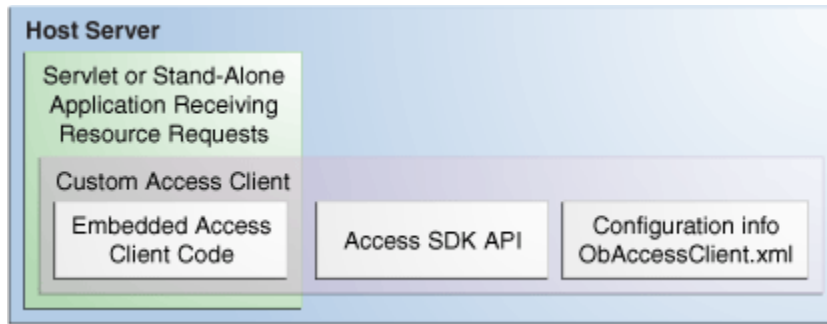 Host Server
Servlet or Stand-Alone
Application Receiving
Resource Requests
Custom Access Client
Embedded Access
Client Code
Access SDK API
Configuration info
ObAccessClient.xml